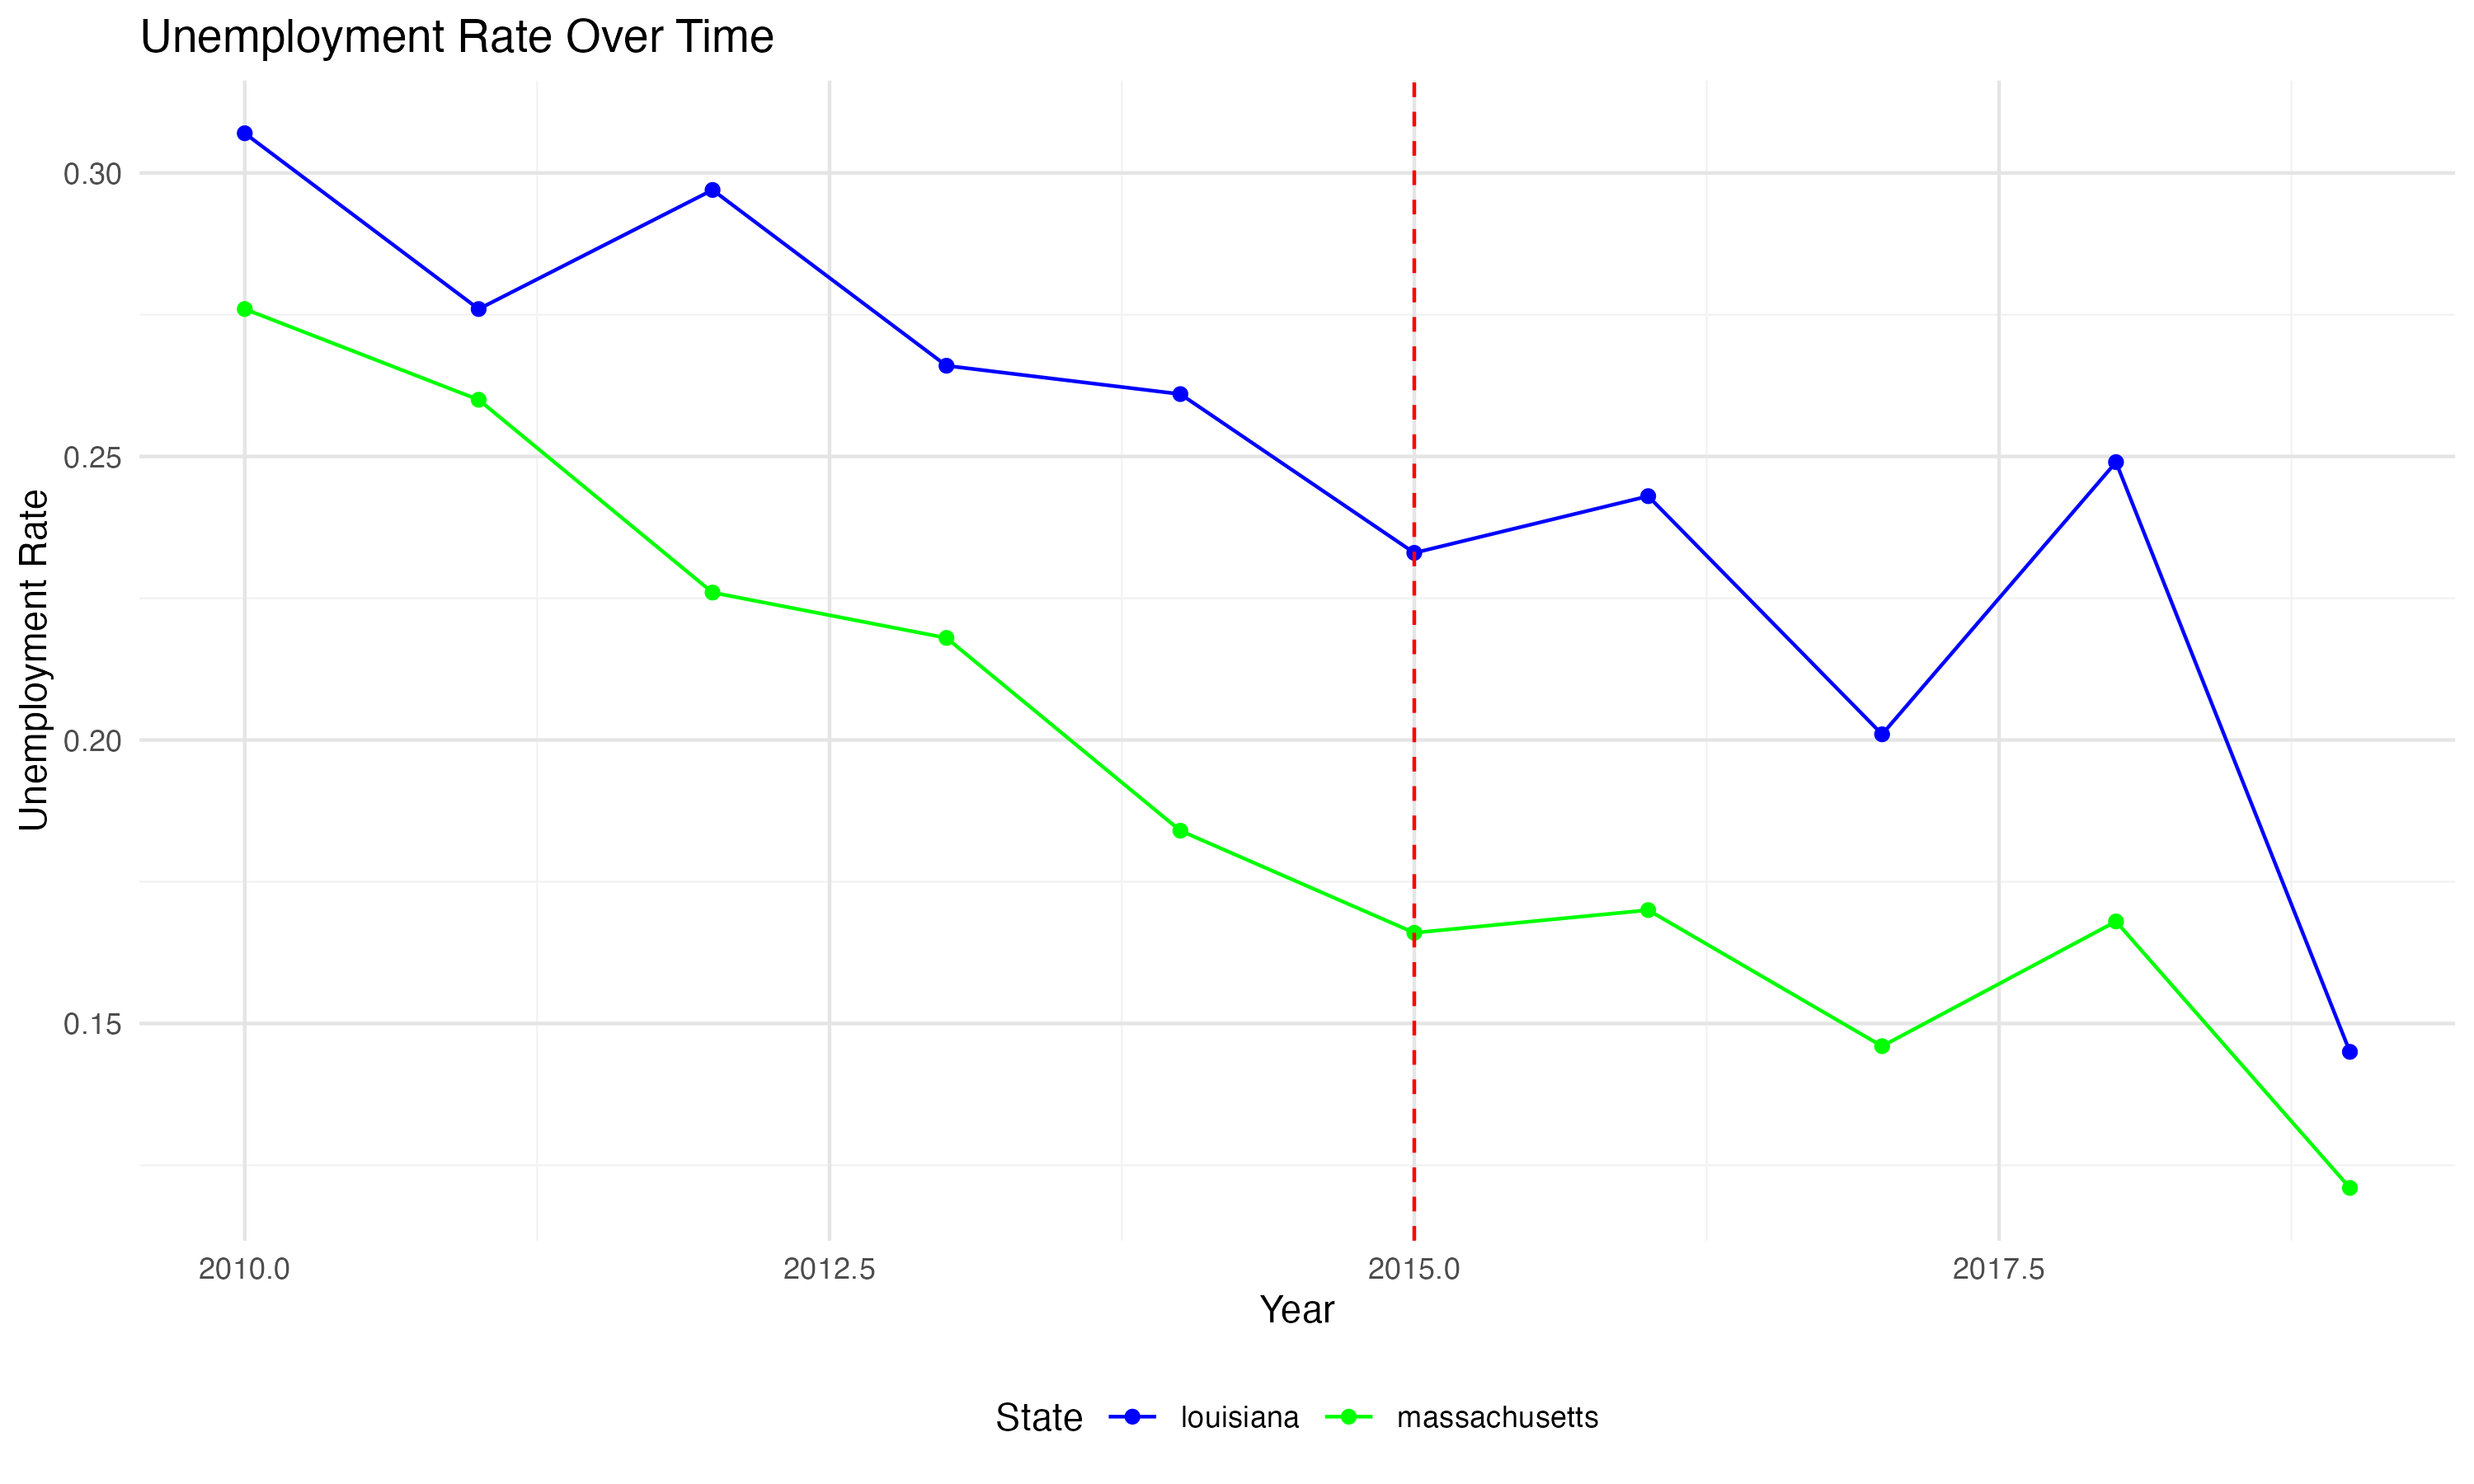 Unemployment Rate Over Time
Unemployment Rate
0.30
0.25
0.20
0.15
2010.0 2012.5 2015.0 2017.5
Year
State louisiana massachusetts